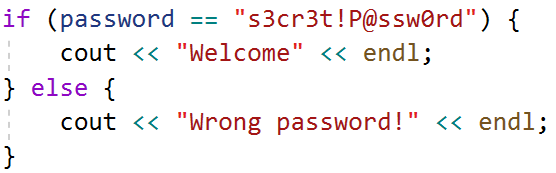 if (password == "s3cr3t!P@ssw0rd") {
    cout << "Welcome" << endl;
} else {
    cout << "Wrong password!" << endl;
}